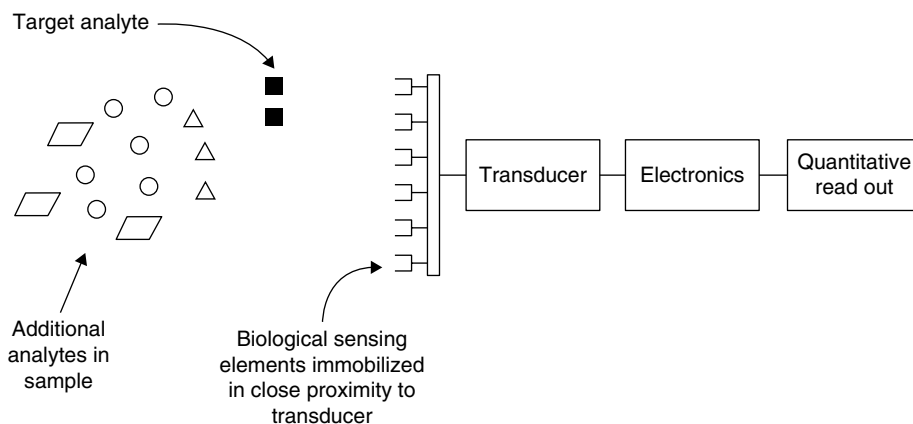 Target analyte
Transducer
Electronics
Quantitative
read out
Additional
analytes in
sample
Biological sensing
elements immobilized
in close proximity to
transducer